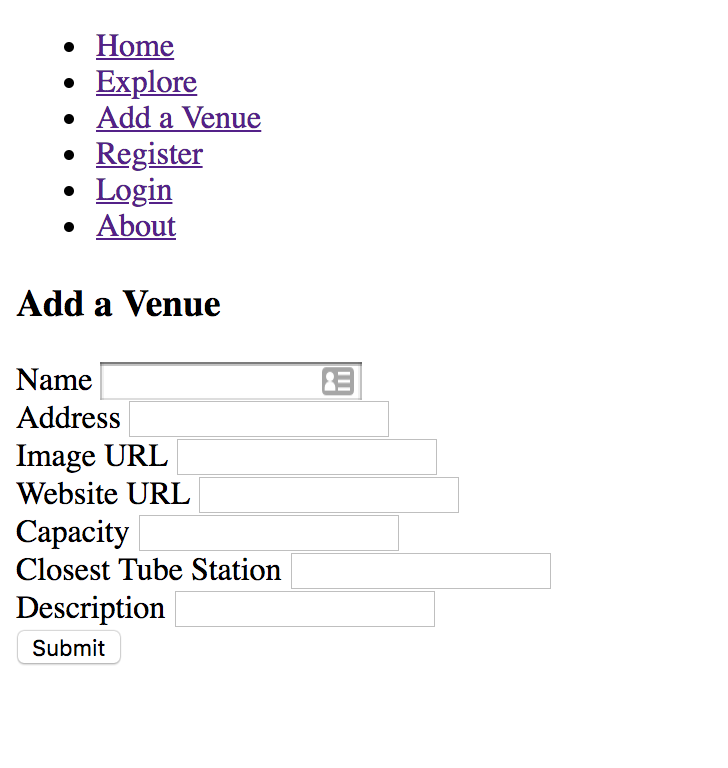 Home
Explore
Add a Venue
Register
Login
About
Add a Venue
Name
Address
Image URL
Website URL
Capacity
Closest Tube Station
Description
Submit